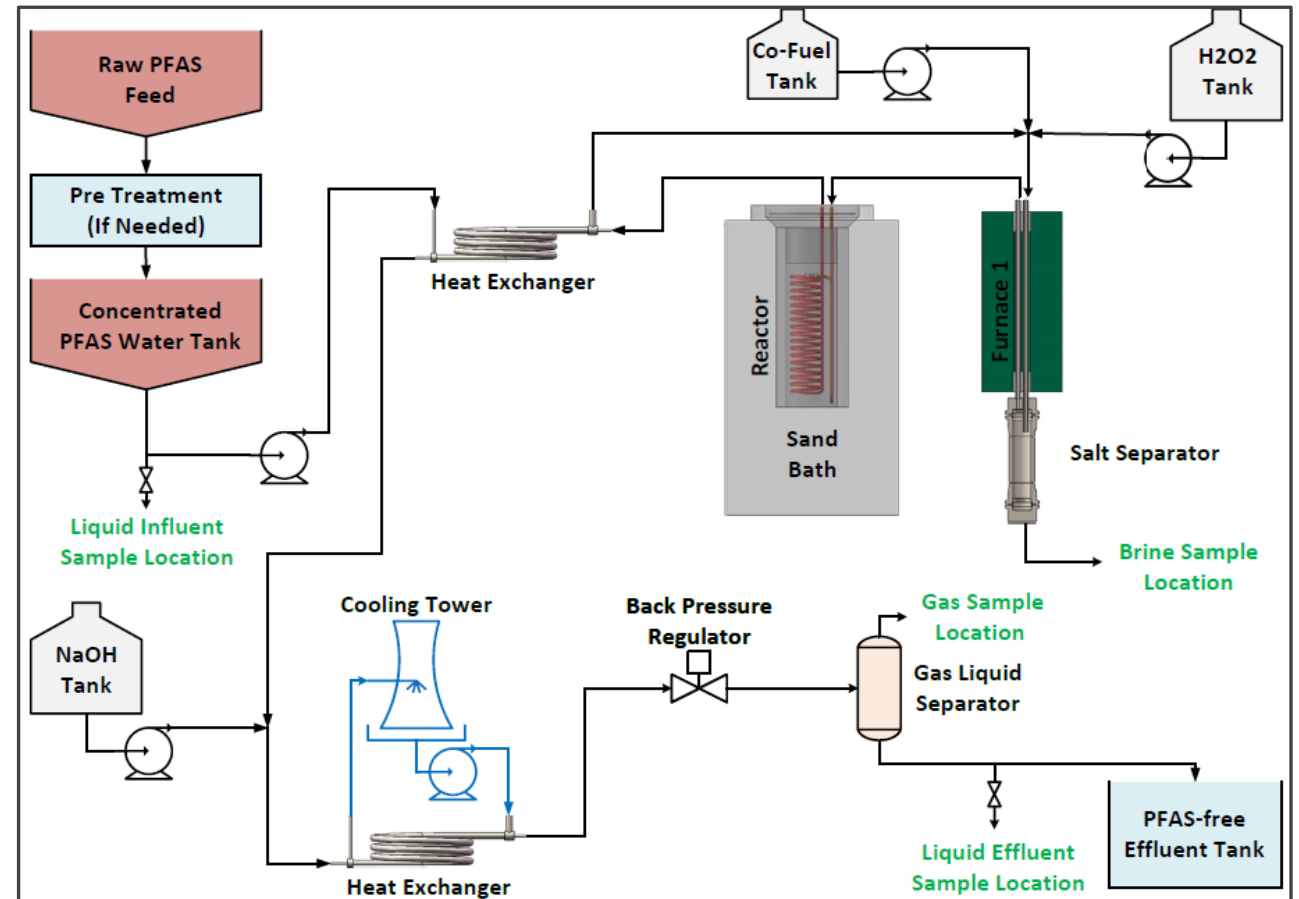 Raw PFAS
Feed
Pre Treatment
(If Needed)
Concentrated
PFAS Water Tank
Liquid Influent
Sample Location
Co-Fuel
Tank
H2O2
Tank
Heat Exchanger
Reactor
Sand
Bath
Furnace 1
Salt Separator
Brine Sample
Location
NaOH
Tank
Cooling Tower
Heat Exchanger
Back Pressure
Regulator
Gas Sample
Location
Gas Liquid
Separator
Liquid Effluent
Sample Location
PFAS-free
Effluent Tank